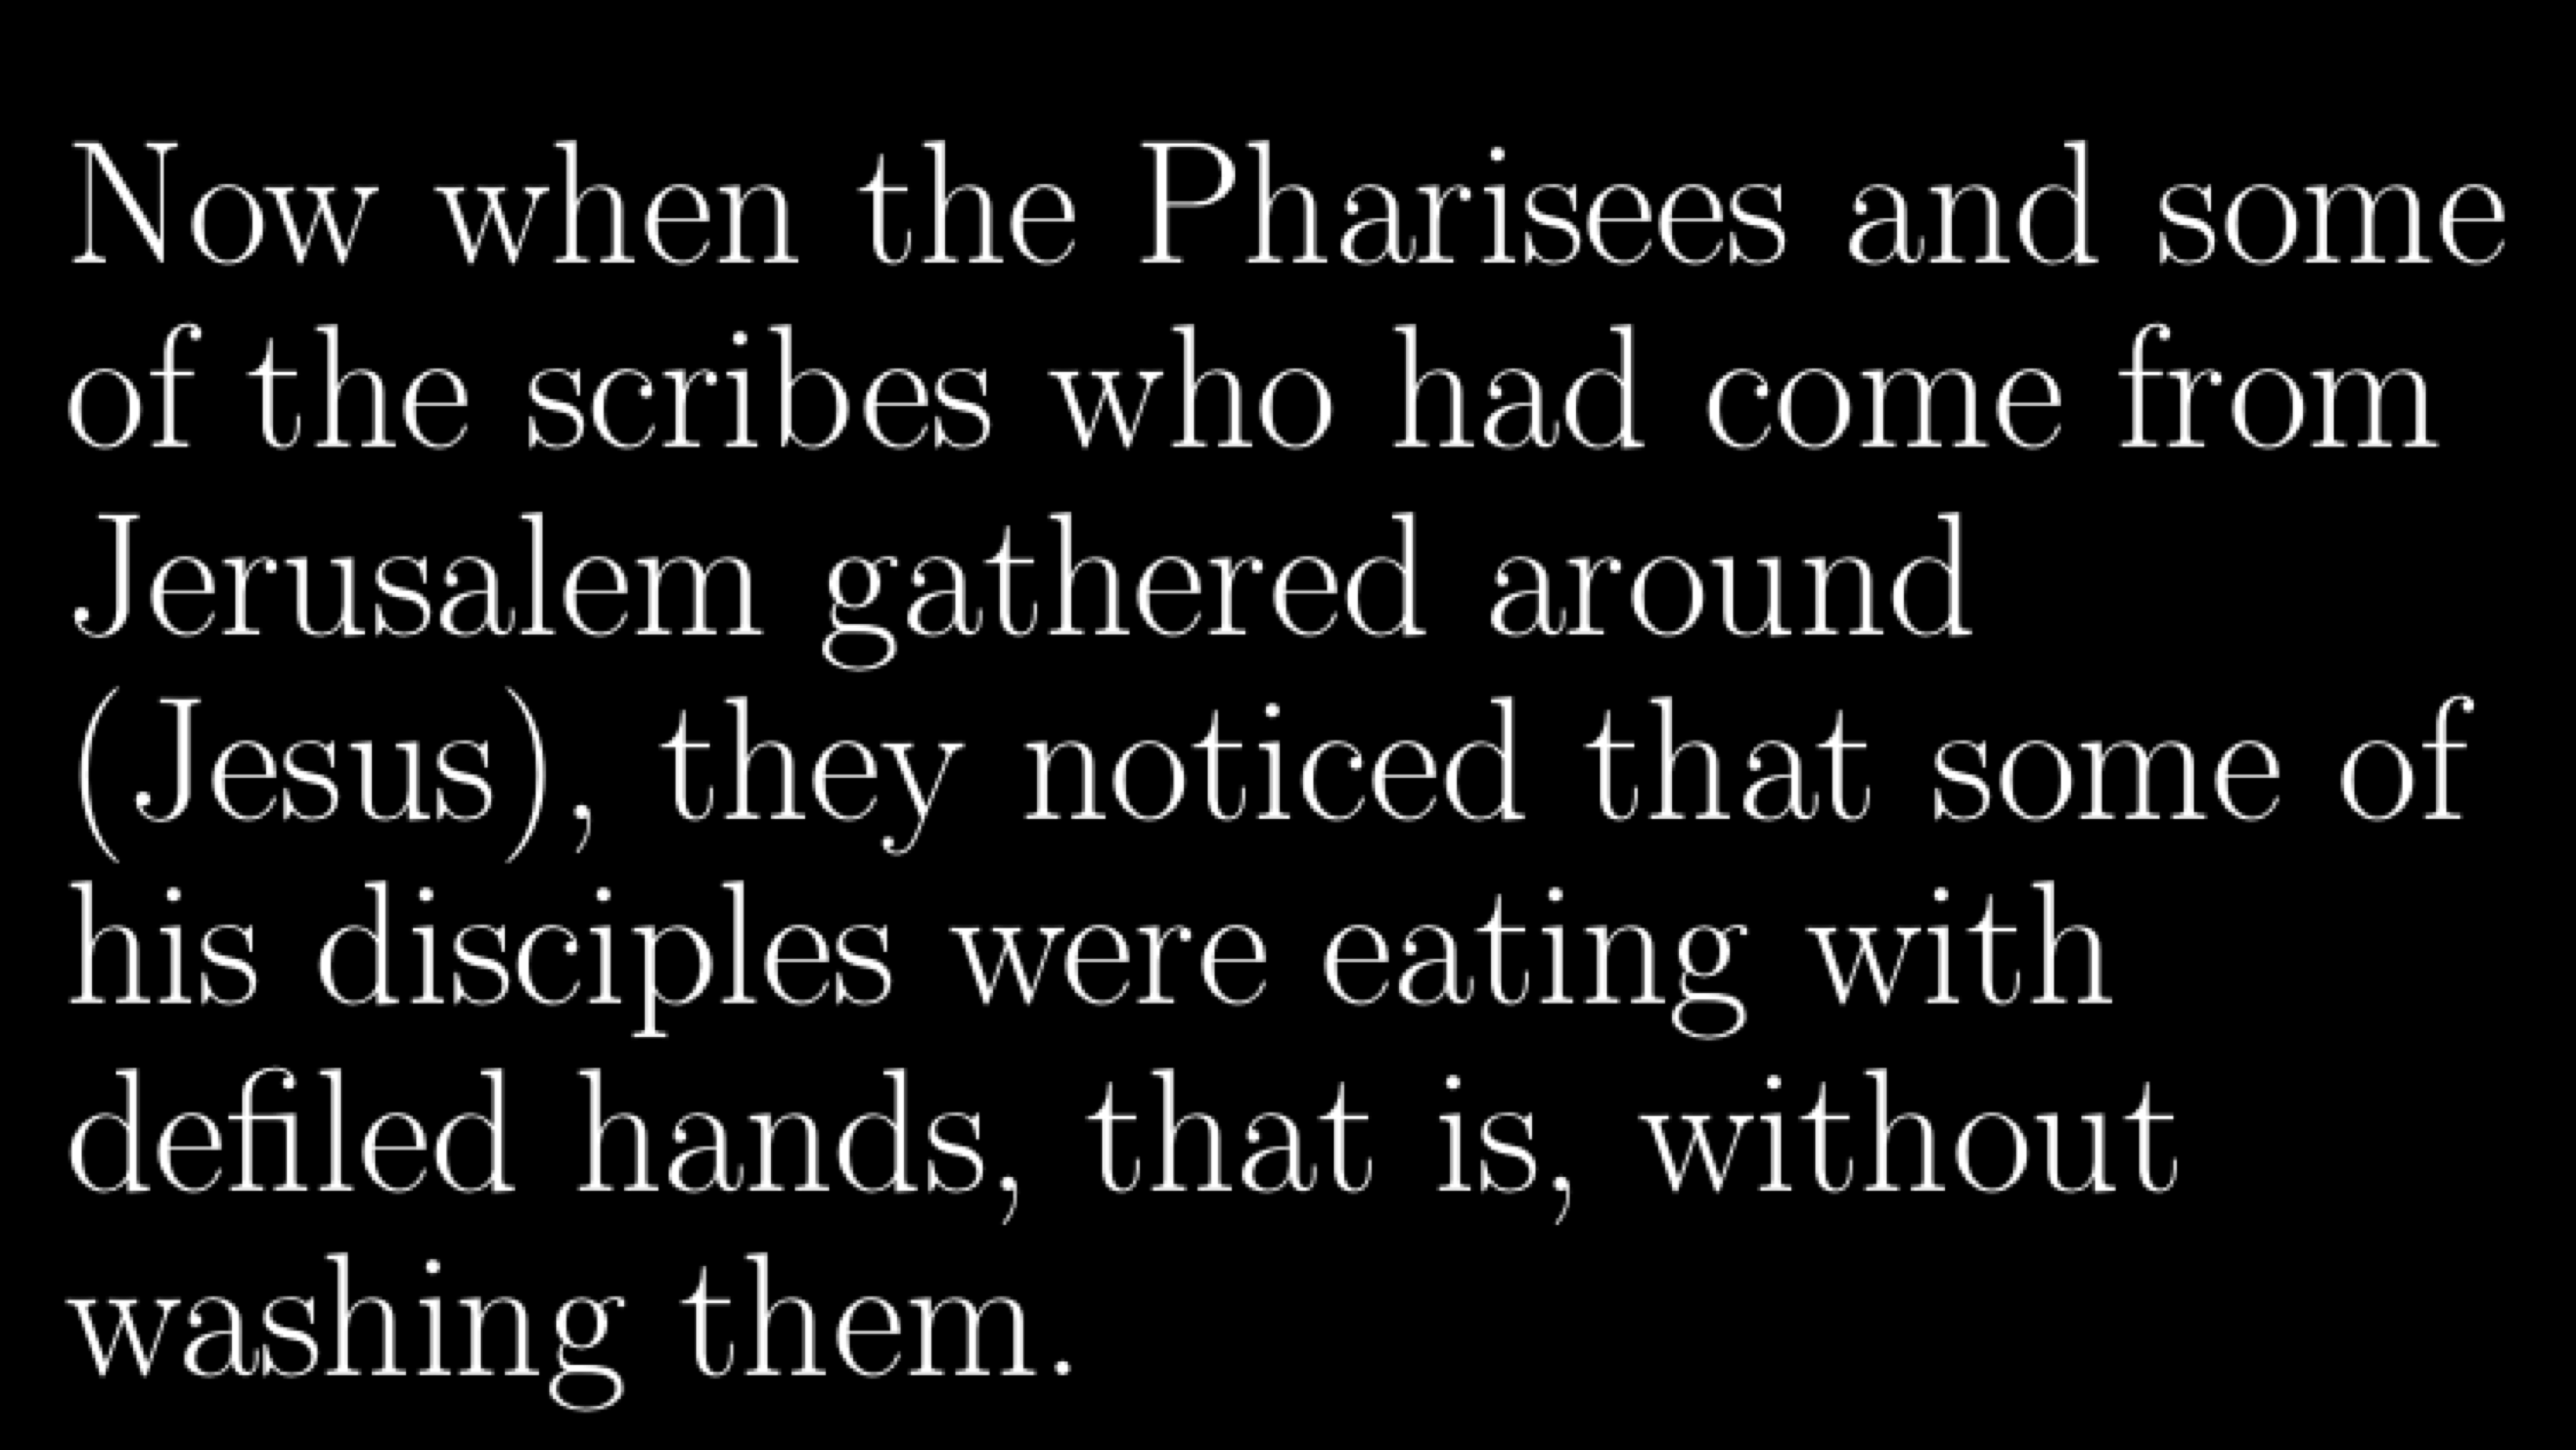 Now when the Pharisees and some
of the scribes who had come from
Jerusalem gathered around
(Jesus), they noticed that some of
his disciples were eating with
defiled hands, that is, without
washing them.